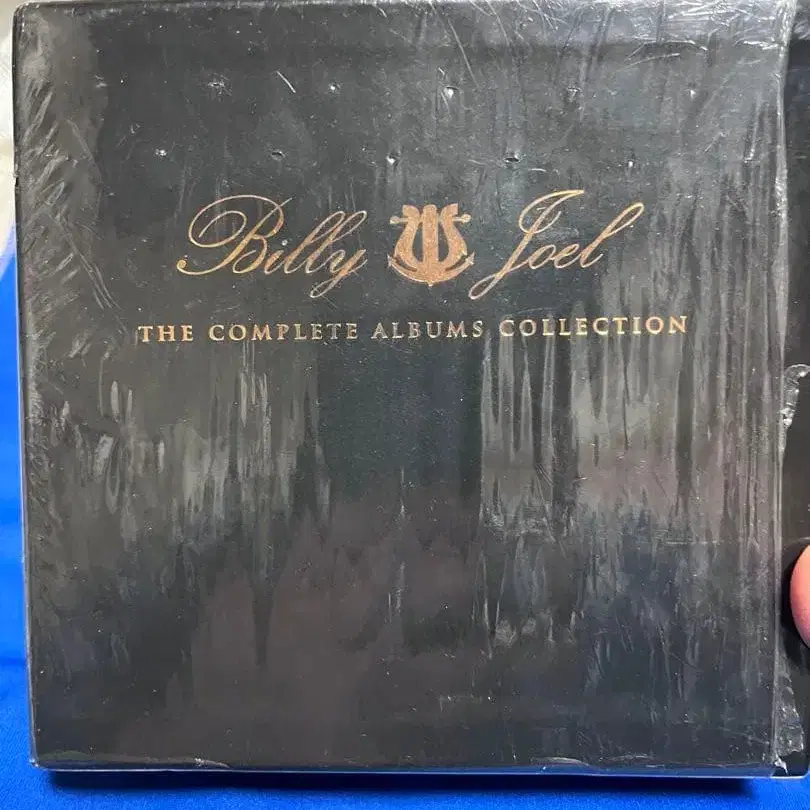 Billy Joel
THE COMPLETE ALBUMS COLLECTION